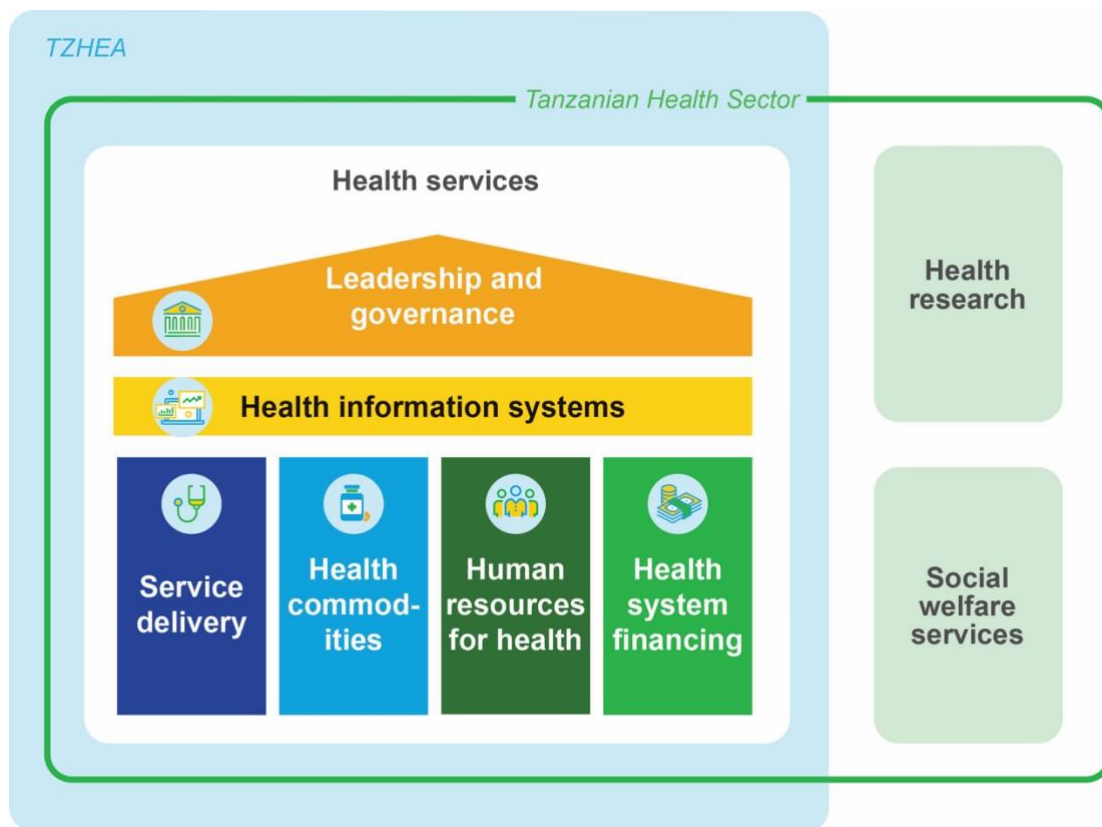 TZHEA
Tanzanian Health Sector
Health services
Leadership and
governance
Health information systems
Service
delivery
Health
commod-
ities
Human
resources
for health
Health
system
financing
Health
research
Social
welfare
services